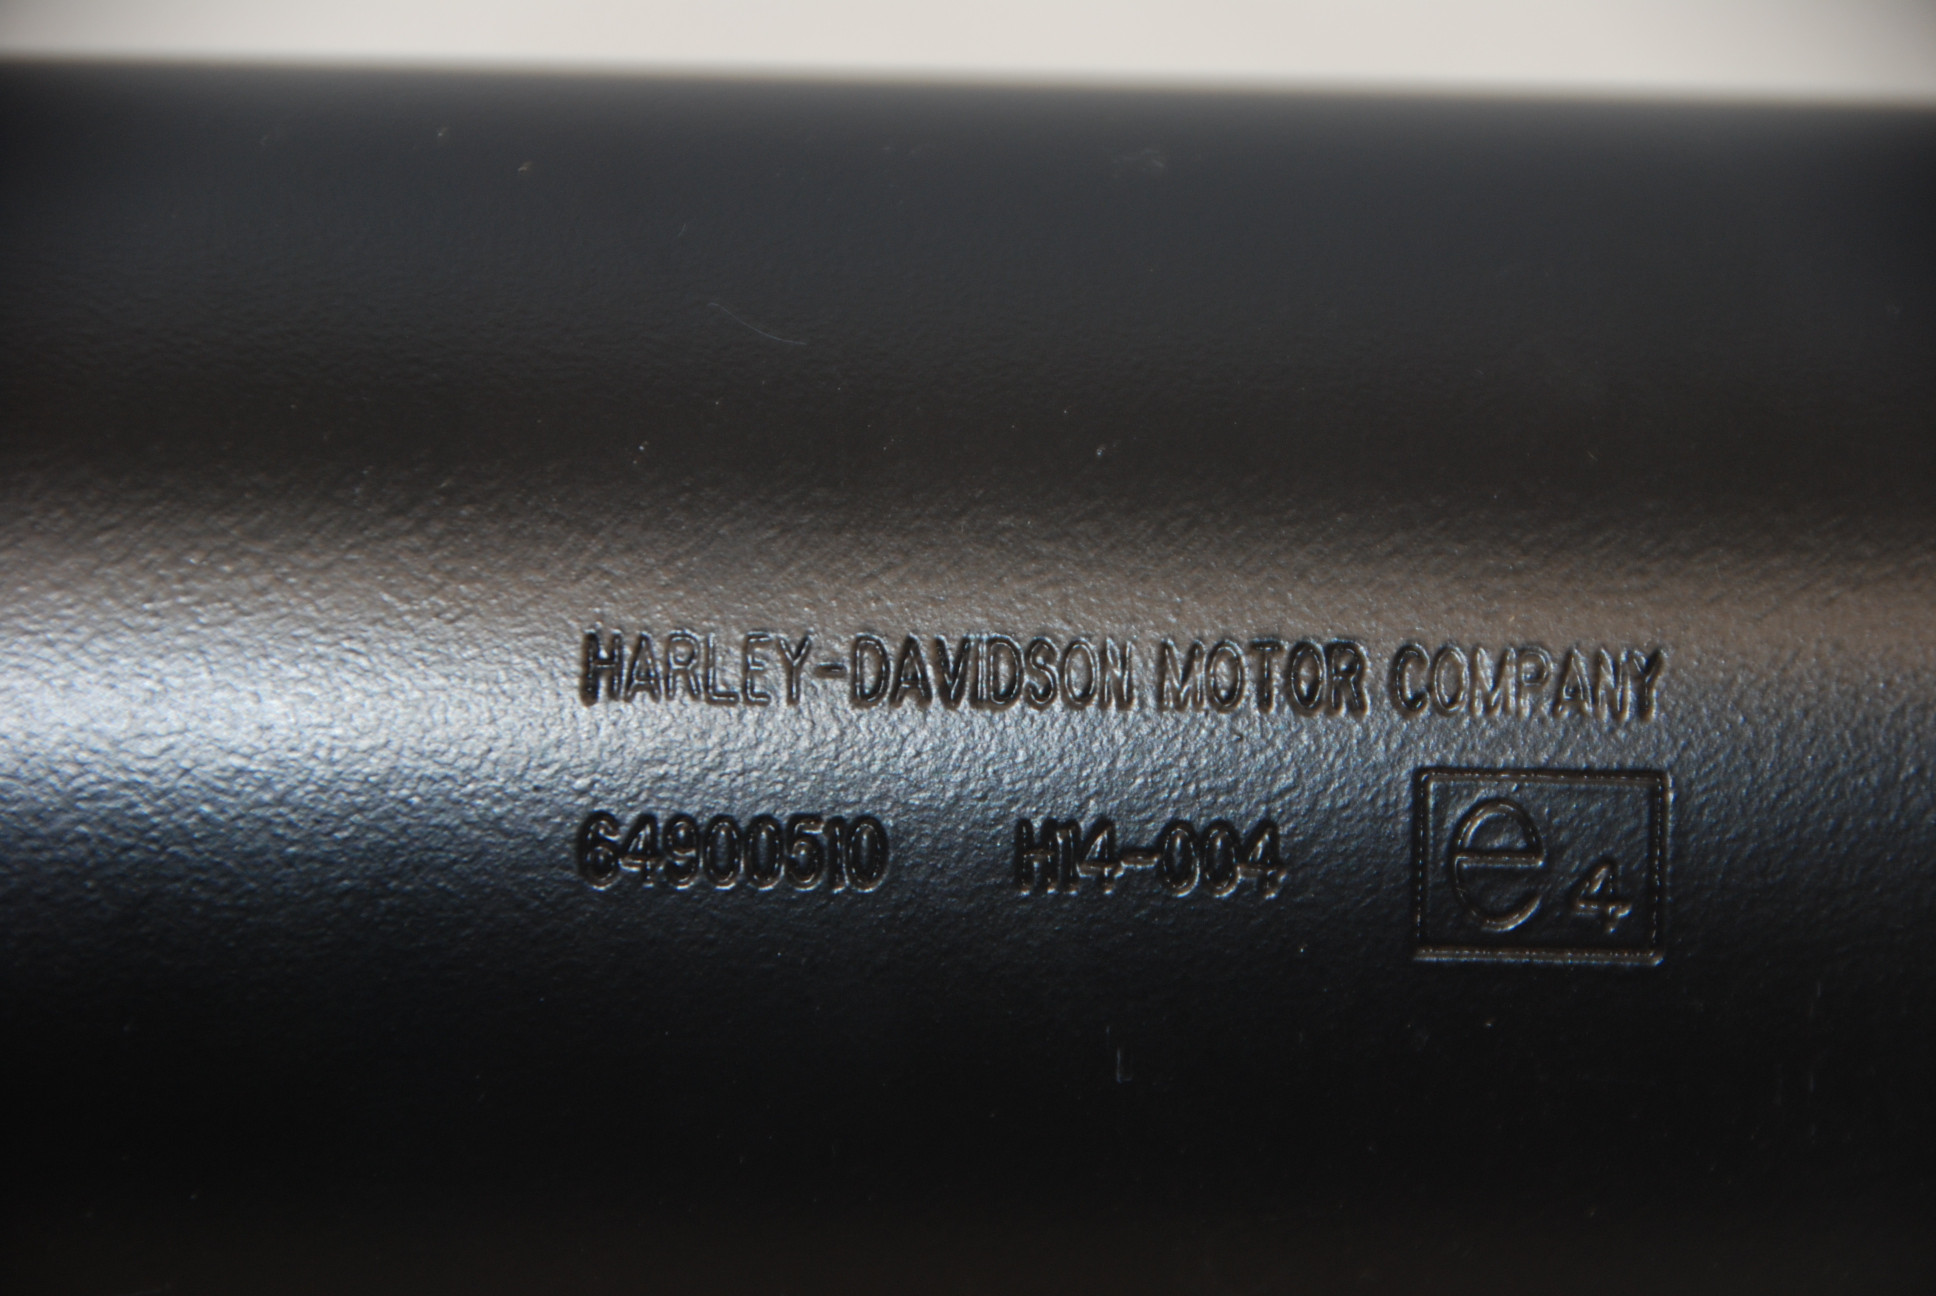 HARLEY-DAVIDSON MOTOR COMPANY
64900510 H14-004 e4